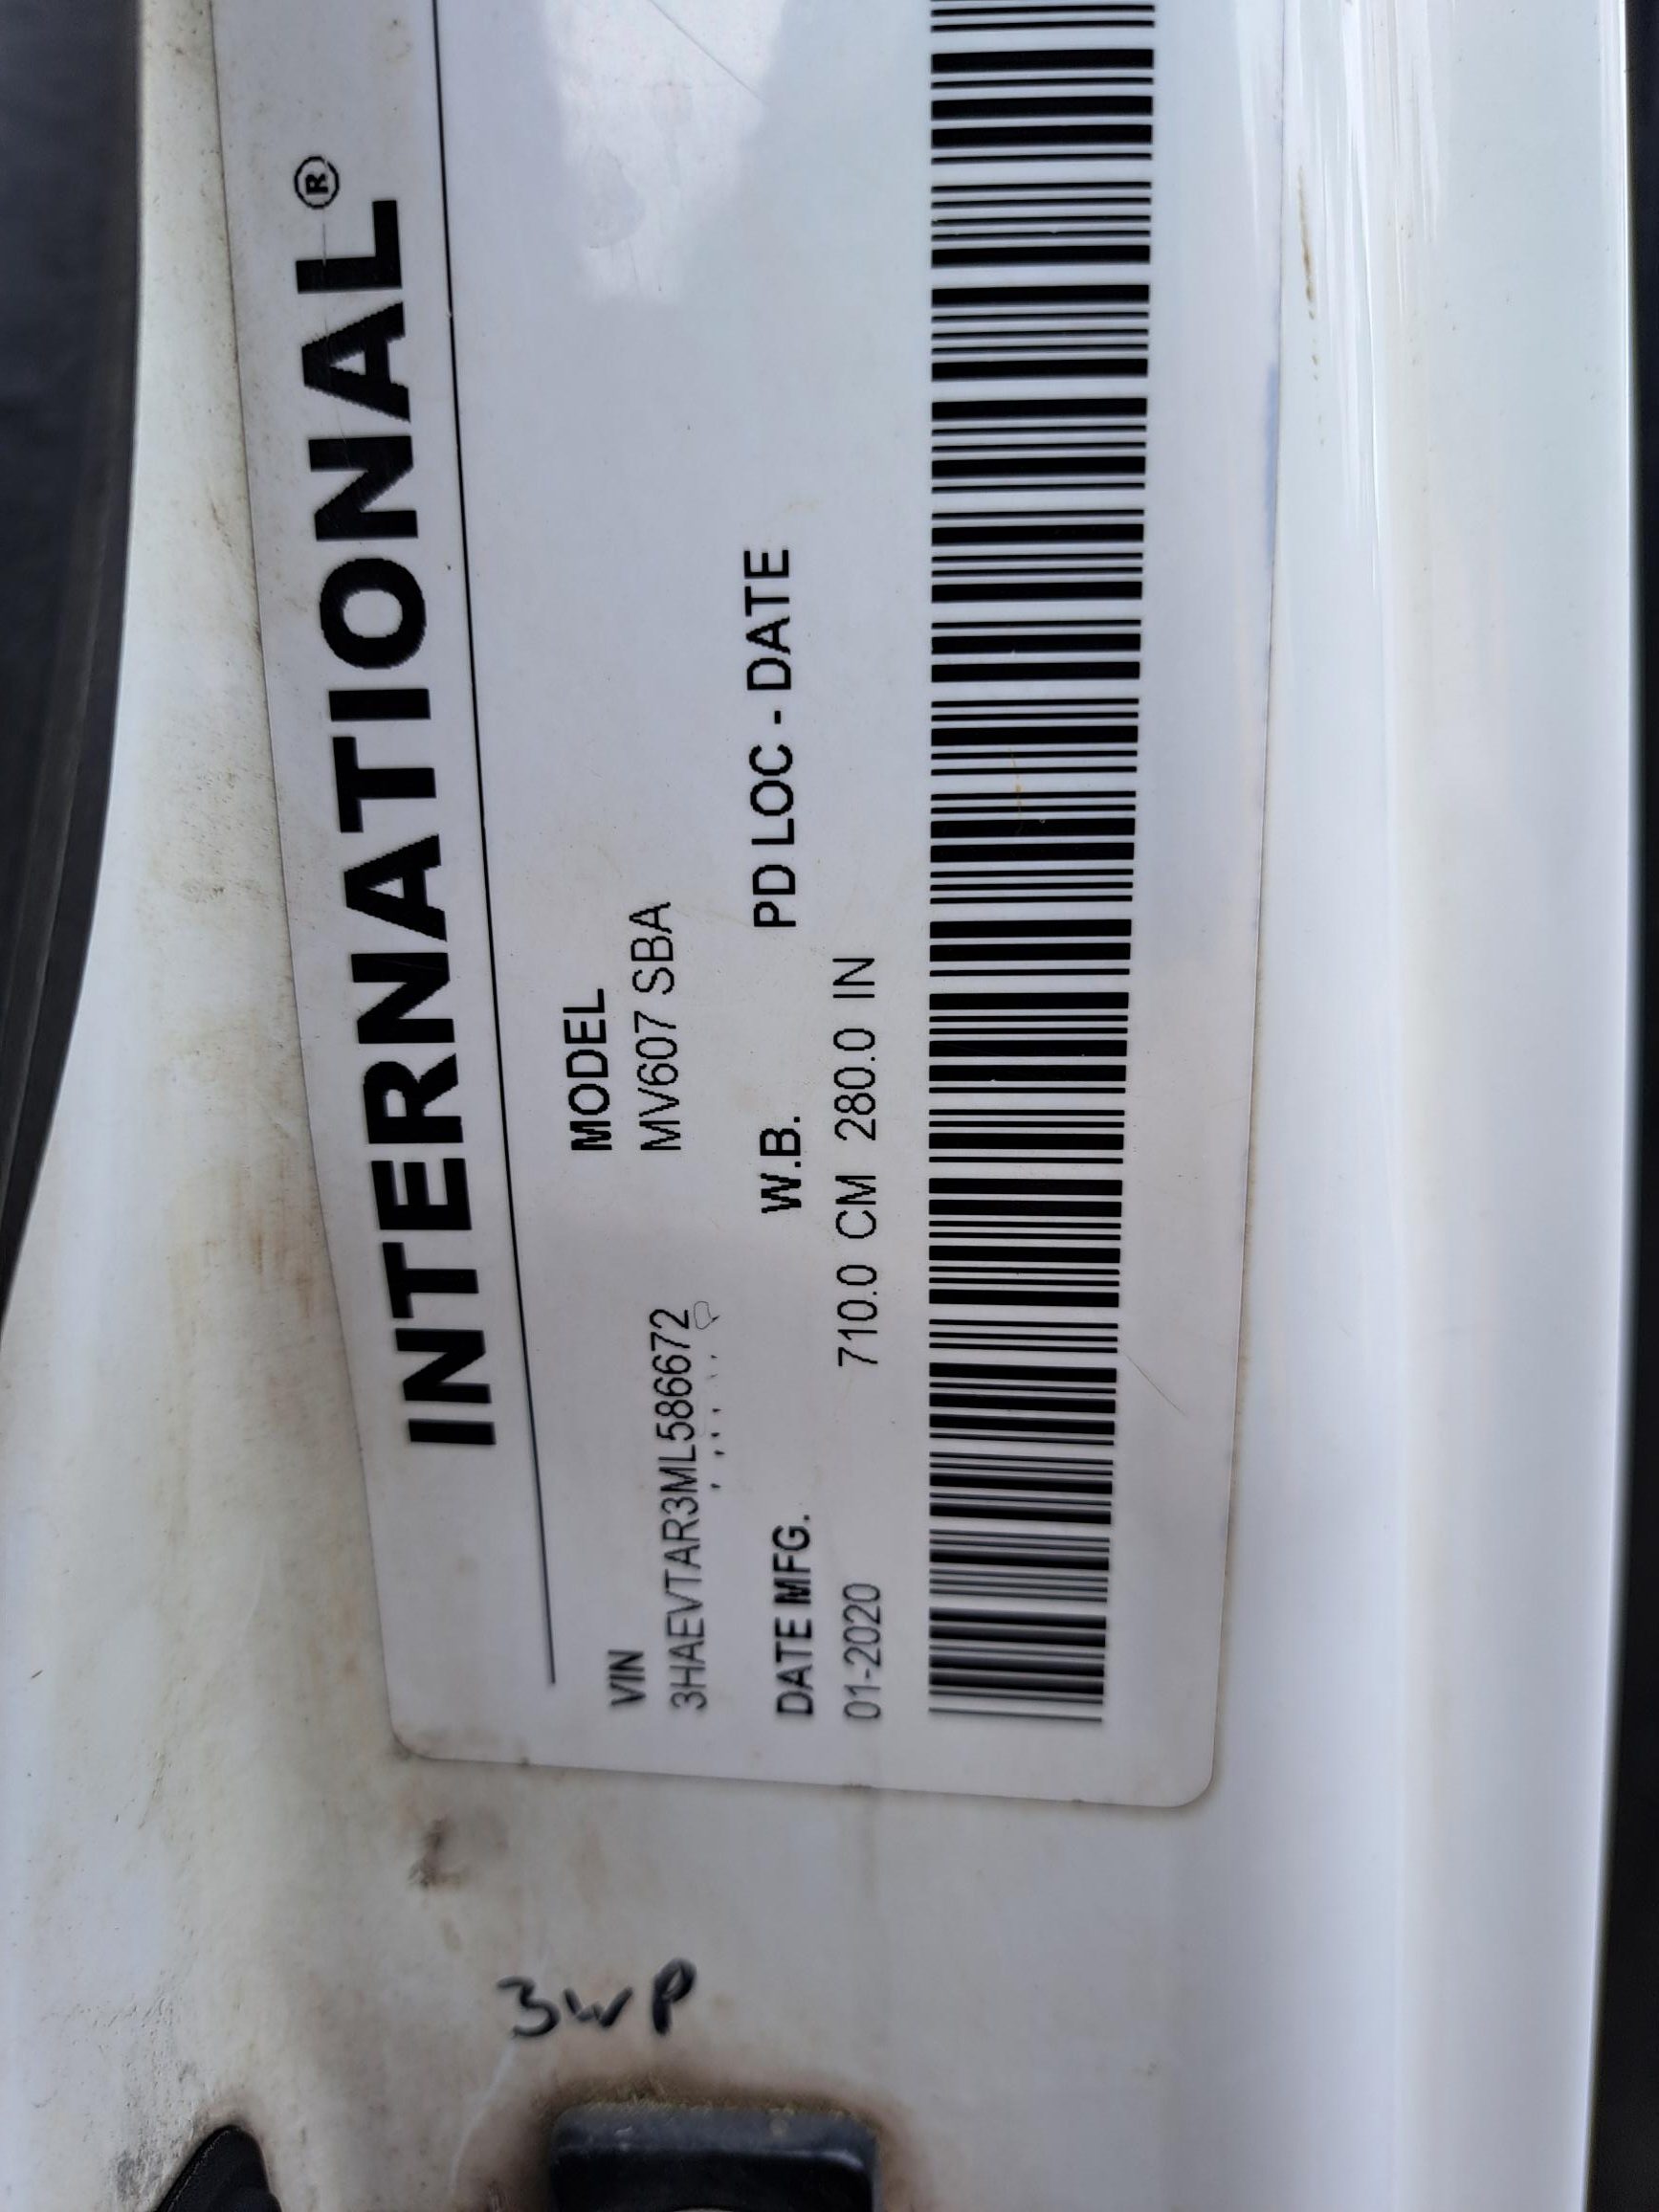 INTERNATIONAL®
VIN
MODEL
3HAEVTAR3ML586672
MV607 SBA
DATE MFG.
W.B.
PD LOC - DATE
01-2020
710.0 CM 280.0 IN
3WP